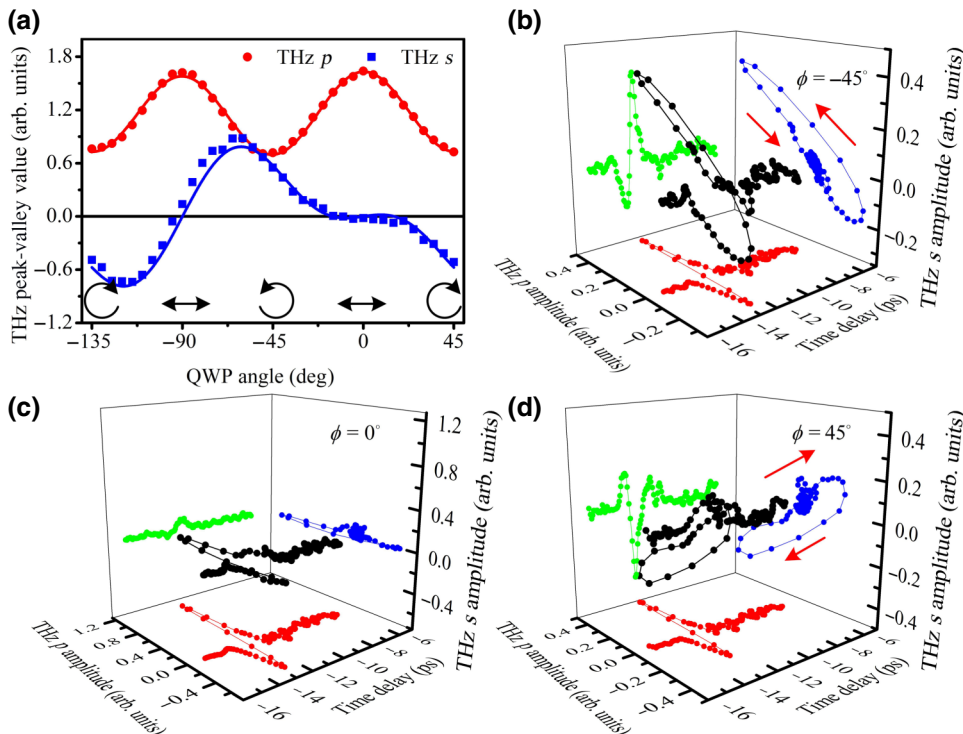 (a)
THz peak-valley value (arb. units)
1.8
1.2
0.6
0.0
−0.6
−1.2
THz p THz s
−135 −90 −45 0 45
QWP angle (deg)
(b)
ϕ = −45°
0.4
0.2
0.0
−0.2
THz s amplitude (arb. units)
0.4
0.2
0.0
−0.2
THz p amplitude (arb. units)
−16
−14
−12
−10
−8
−6
Time delay (ps)
(c)
ϕ = 0°
1.2
0.8
0.4
0.0
−0.4
THz s amplitude (arb. units)
1.2
0.8
0.4
0.0
−0.4
THz p amplitude (arb. units)
−16
−14
−12
−10
−8
−6
Time delay (ps)
(d)
ϕ = 45°
0.4
0.2
0.0
−0.2
−0.4
THz s amplitude (arb. units)
0.4
0.2
0.0
−0.2
−0.4
THz p amplitude (arb. units)
−16
−14
−12
−10
−8
−6
Time delay (ps)